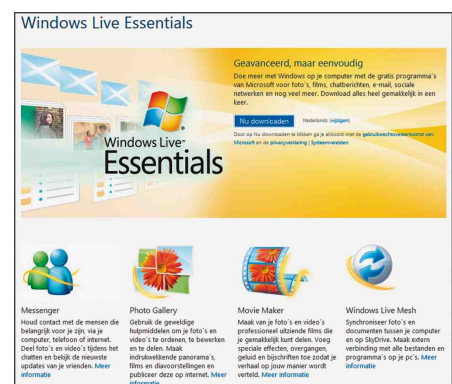 Windows Live Essentials
Geavanceerd, maar eenvoudig
Doe meer met Windows op je computer met de gratis programma's
van Microsoft voor foto's, films, chatberichten, e-mail, sociale
netwerken en nog veel meer. Download alles heel gemakkelijk in een
keer.
Nu downloaden Nederlands (wijzigen)
Door op Nu downloaden te klikken ga je akkoord met de gebruiksrechtovereenkomst van
Microsoft en de privacyverklaring | Systeemvereisten
Windows Live™
Essentials
Messenger
Houd contact met de mensen die
belangrijk voor je zijn, via je
computer, telefoon of internet.
Deel foto's en video's tijdens het
chatten en bekijk de nieuwste
updates van je vrienden. Meer
informatie
Photo Gallery
Gebruik de geweldige
hulpmiddelen om je foto's en
video's te ordenen, te bewerken
en te delen. Maak
indrukwekkende panorama's,
films en diavoorstellingen en
publiceer deze op internet. Meer
informatie
Movie Maker
Maak van je foto's en video's
professioneel uitziende films die
je gemakkelijk kunt delen. Voeg
speciale effecten, overgangen,
geluid en bijschriften toe zodat je
verhaal op jouw manier wordt
verteld. Meer informatie
Windows Live Mesh
Synchroniseer foto's en
documenten tussen je computer
en op SkyDrive. Maak extern
verbinding met alle bestanden en
programma's op je pc's. Meer
informatie